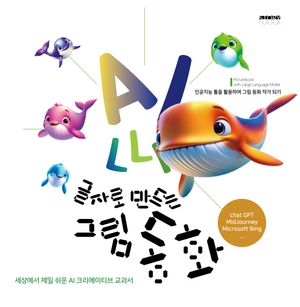 STORY
AI
Picturebook
with Large Language Model
인공지능 툴을 활용하여 그림 동화 작가 되기
글자로 만드는
그림 동화
chat GPT
MidJourney
Microsoft Bing
세상에서 제일 쉬운 AI 크리에이티브 교과서